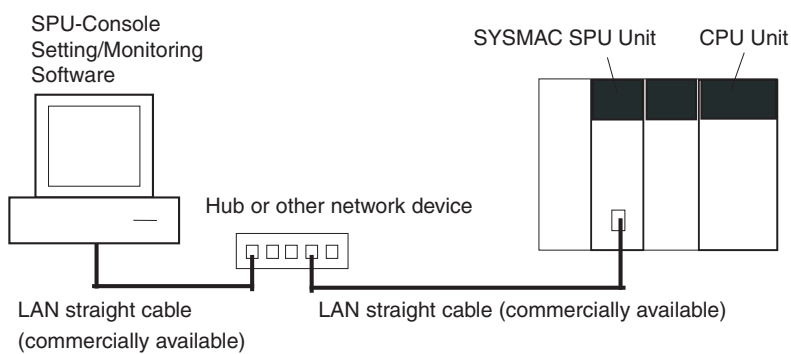 SPU-Console
Setting/Monitoring
Software
SYSMAC SPU Unit
CPU Unit
Hub or other network device
LAN straight cable
(commercially available)
LAN straight cable (commercially available)